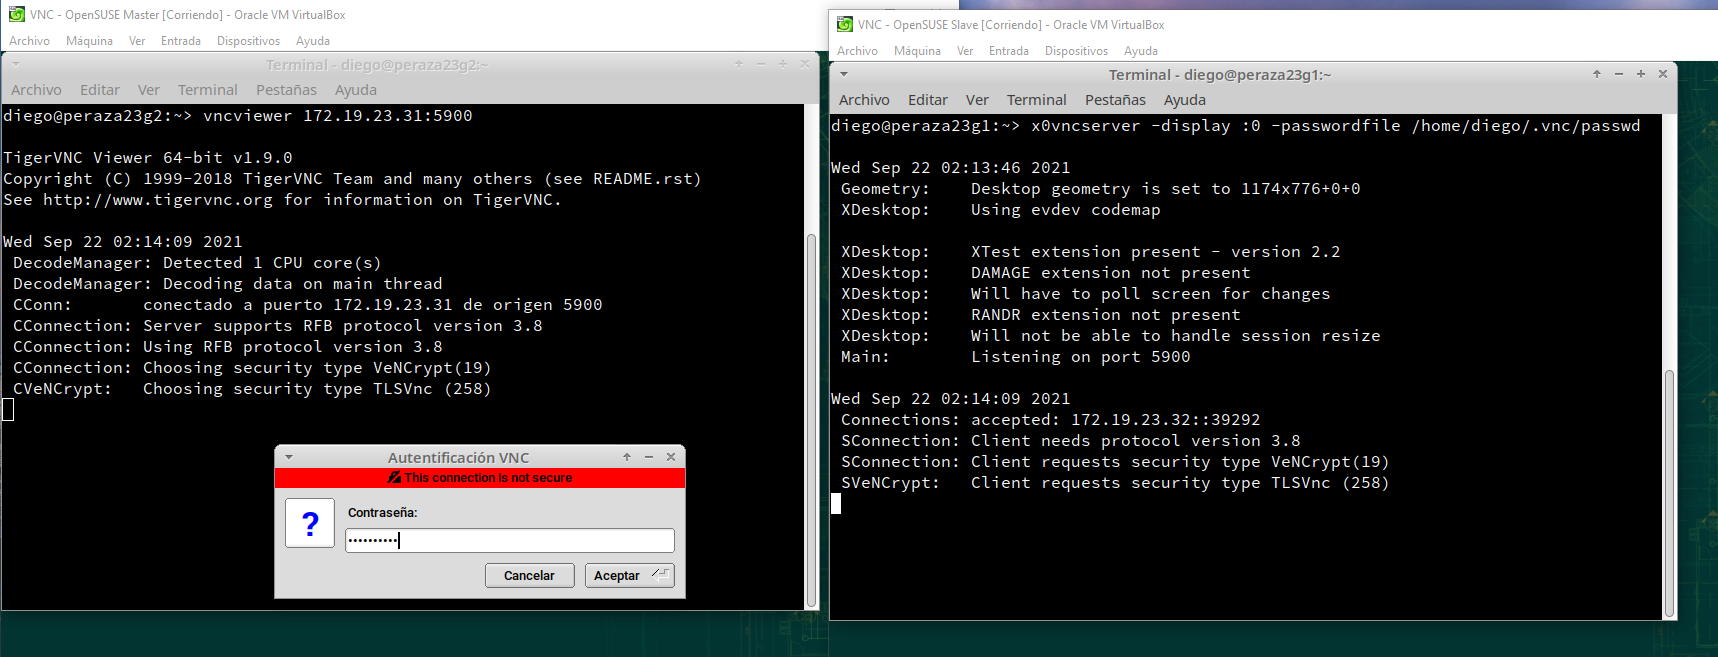 VNC - OpenSUSE Master [Corriendo] - Oracle VM VirtualBox
Archivo Máquina Ver Entrada Dispositivos Ayuda
Terminal - diego@peraza23g2:~
Archivo Editar Ver Terminal Pestañas Ayuda
diego@peraza23g2:~> vncviewer 172.19.23.31:5900
TigerVNC Viewer 64-bit v1.9.0
Copyright (C) 1999-2018 TigerVNC Team and many others (see README.rst)
See http://www.tigervnc.org for information on TigerVNC.
Wed Sep 22 02:14:09 2021
DecodeManager: Detected 1 CPU core(s)
DecodeManager: Decoding data on main thread
CConn: conectado a puerto 172.19.23.31 de origen 5900
CConnection: Server supports RFB protocol version 3.8
CConnection: Using RFB protocol version 3.8
CConnection: Choosing security type VeNCrypt(19)
CVeNCrypt: Choosing security type TLSVnc (258)
Autentificación VNC
This connection is not secure
?
Contraseña:
••••••••••
Cancelar
Aceptar
VNC - OpenSUSE Slave [Corriendo] - Oracle VM VirtualBox
Archivo Máquina Ver Entrada Dispositivos Ayuda
Terminal - diego@peraza23g1:~
Archivo Editar Ver Terminal Pestañas Ayuda
diego@peraza23g1:~> x0vncserver -display :0 -passwordfile /home/diego/.vnc/passwd
Wed Sep 22 02:13:46 2021
Geometry: Desktop geometry is set to 1174x776+0+0
XDesktop: Using evdev codemap
XDesktop: XTest extension present - version 2.2
XDesktop: DAMAGE extension not present
XDesktop: Will have to poll screen for changes
XDesktop: RANDR extension not present
XDesktop: Will not be able to handle session resize
Main: Listening on port 5900
Wed Sep 22 02:14:09 2021
Connections: accepted: 172.19.23.32::39292
SConnection: Client needs protocol version 3.8
SConnection: Client requests security type VeNCrypt(19)
SVeNCrypt: Client requests security type TLSVnc (258)